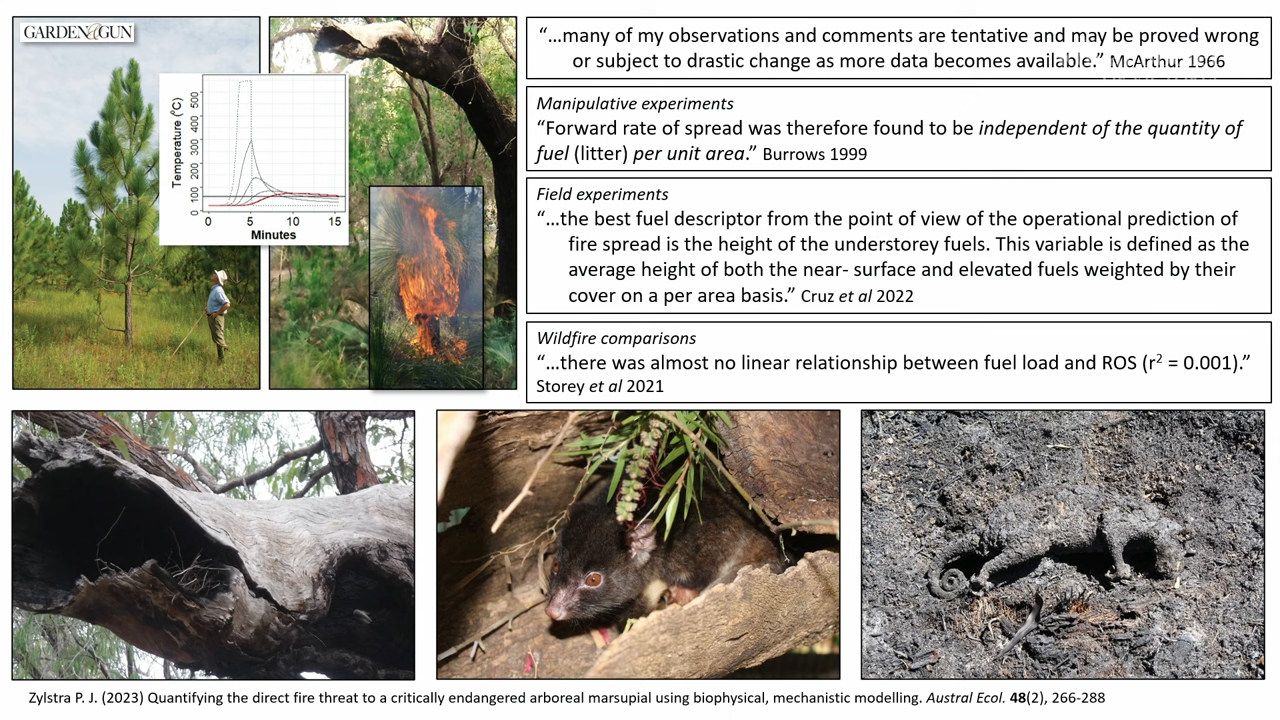 GARDEN&GUN
Temperature (°C)
500
400
300
200
100
0
0 5 10 15
Minutes
“…many of my observations and comments are tentative and may be proved wrong
or subject to drastic change as more data becomes available.” McArthur 1966
Manipulative experiments
“Forward rate of spread was therefore found to be independent of the quantity of
fuel (litter) per unit area.” Burrows 1999
Field experiments
“…the best fuel descriptor from the point of view of the operational prediction of
fire spread is the height of the understorey fuels. This variable is defined as the
average height of both the near- surface and elevated fuels weighted by their
cover on a per area basis.” Cruz et al 2022
Wildfire comparisons
“…there was almost no linear relationship between fuel load and ROS (r² = 0.001).”
Storey et al 2021
Zylstra P. J. (2023) Quantifying the direct fire threat to a critically endangered arboreal marsupial using biophysical, mechanistic modelling. Austral Ecol. 48(2), 266-288